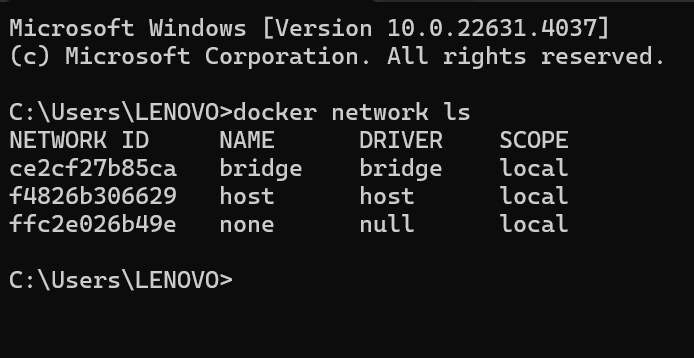 Microsoft Windows [Version 10.0.22631.4037]
(c) Microsoft Corporation. All rights reserved.
C:\Users\LENOVO>docker network ls
NETWORK ID     NAME      DRIVER    SCOPE
ce2cf27b85ca   bridge    bridge    local
f4826b306629   host      host      local
ffc2e026b49e   none      null      local
C:\Users\LENOVO>